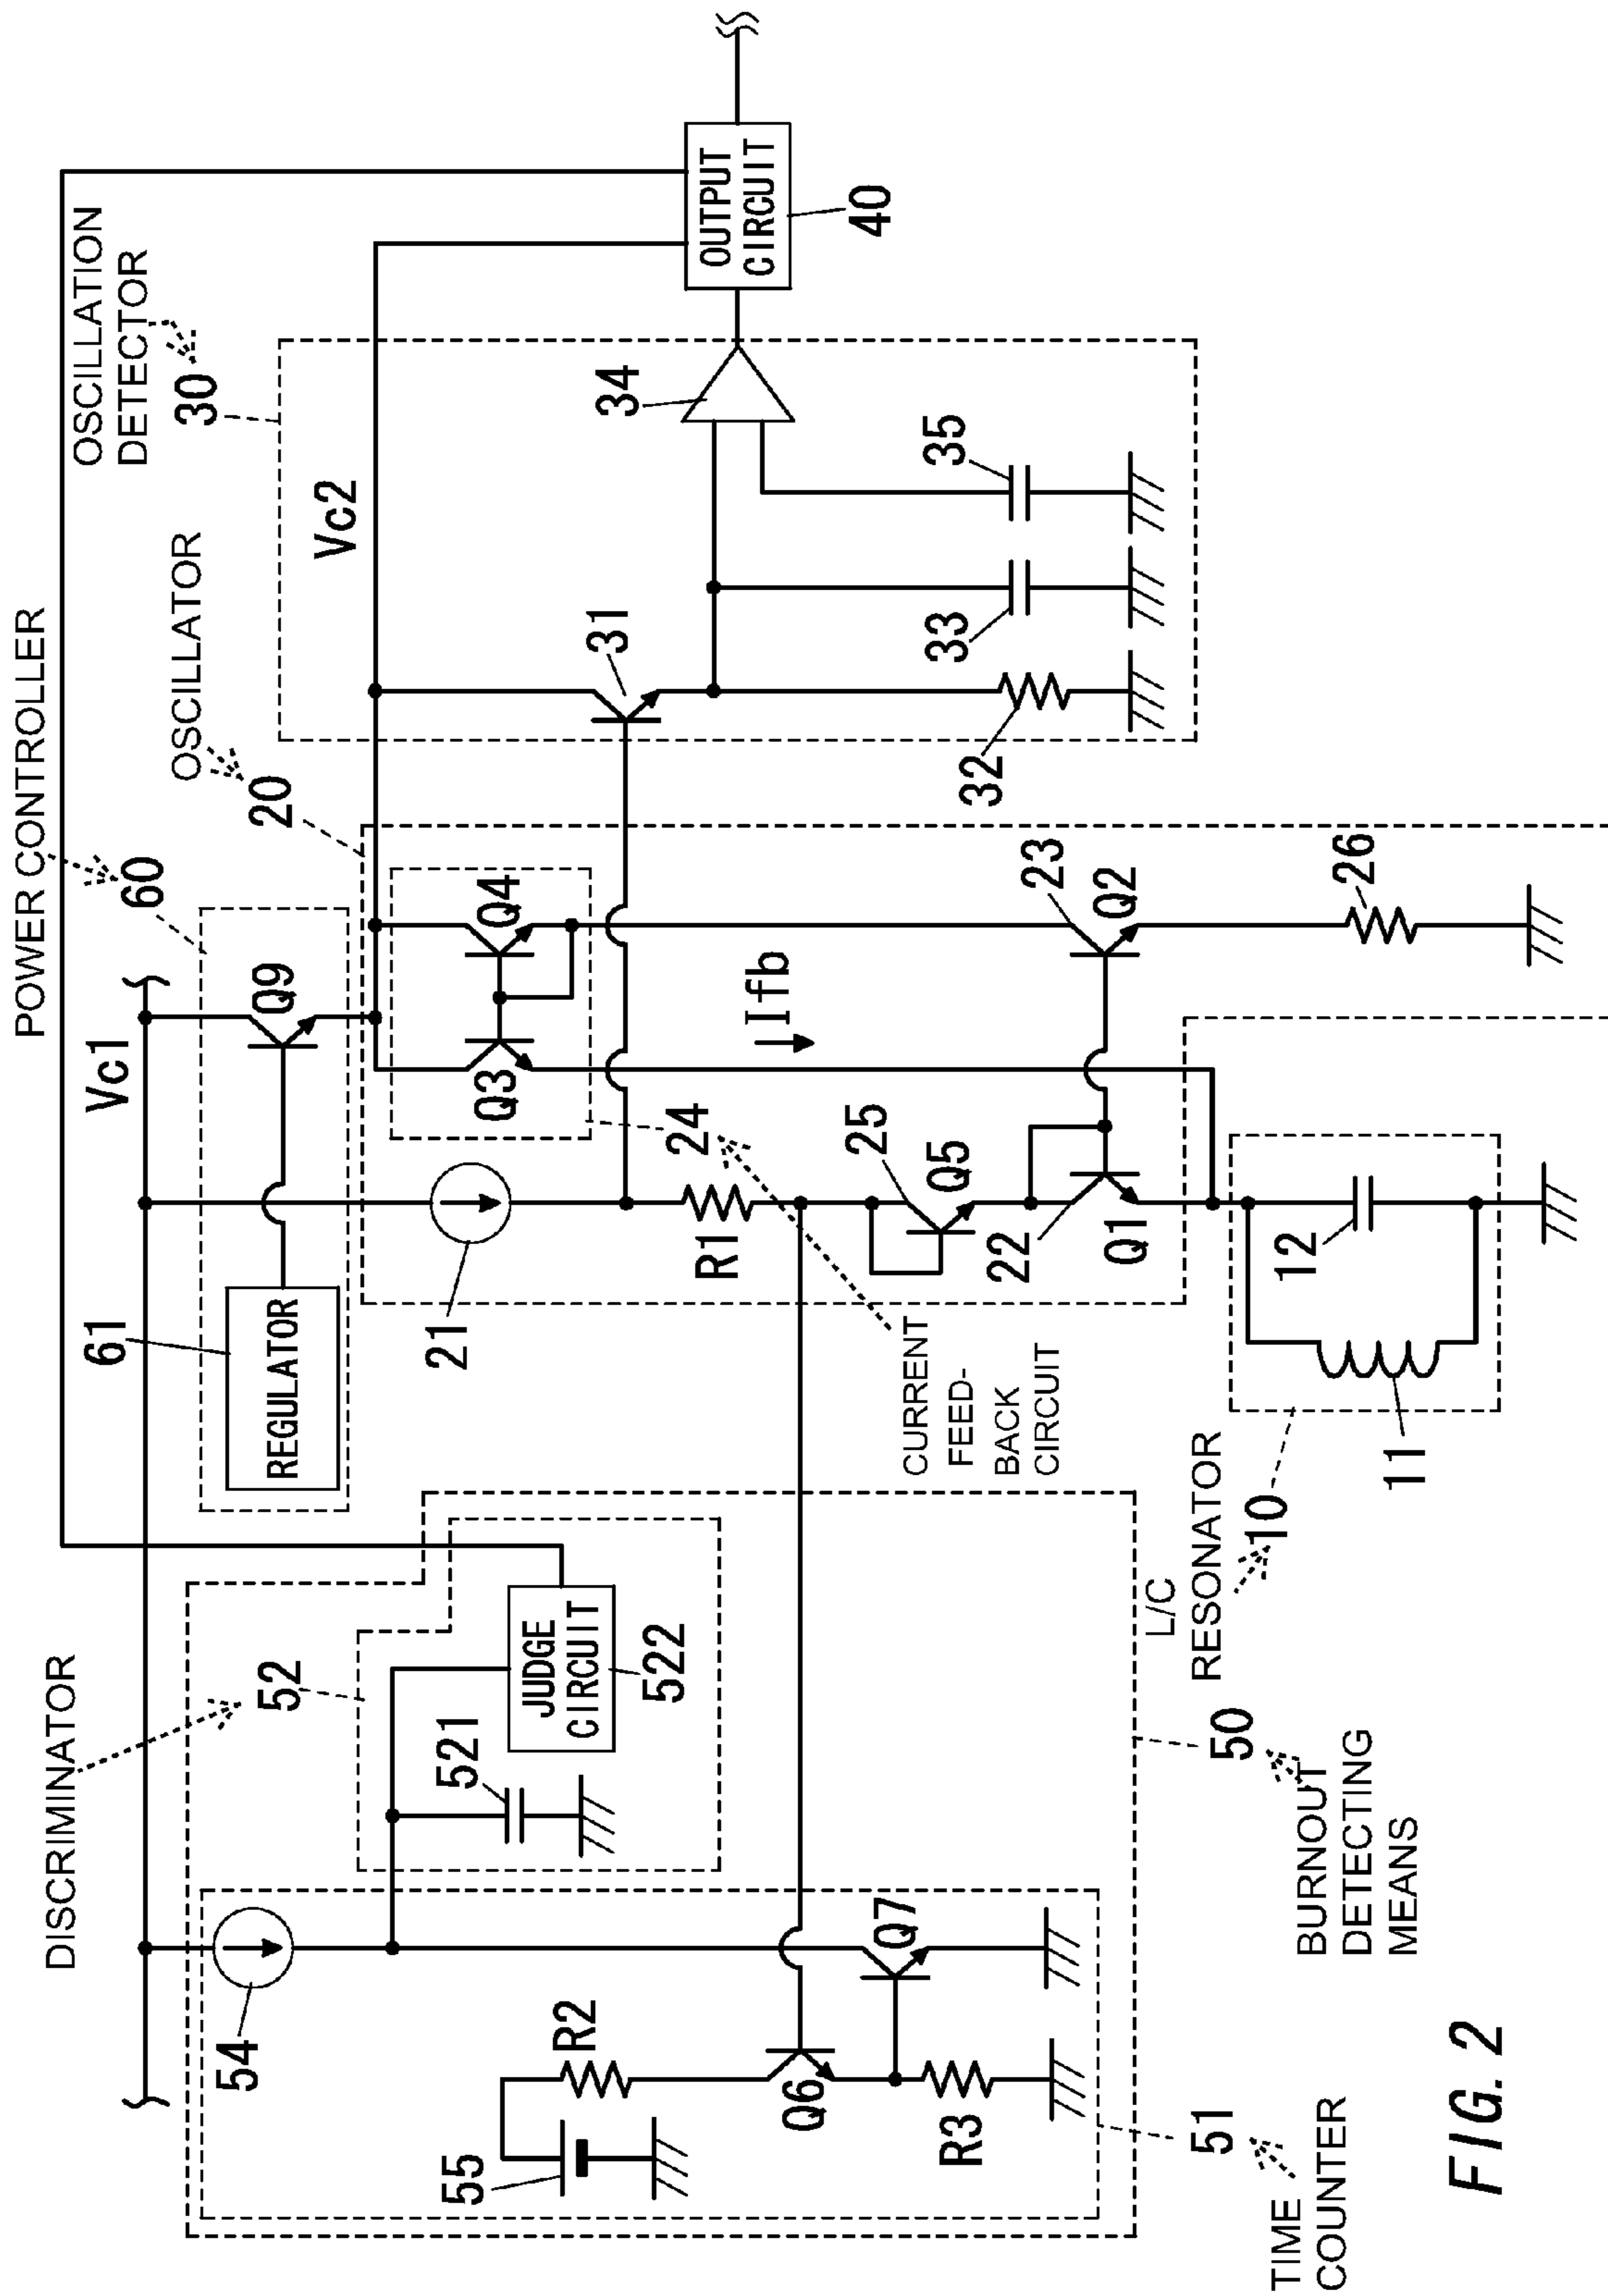 POWER CONTROLLER
60
OSCILLATOR
20
OSCILLATION
DETECTOR
30
DISCRIMINATOR
52
Vc1
Vc2
61
REGULATOR
Q9
54
21
Q3
Q4
24
CURRENT
FEED-
BACK
CIRCUIT
R1
Ifb
31
34
OUTPUT
CIRCUIT
40
521
JUDGE
CIRCUIT
522
55
R2
Q6
Q7
R3
25
Q5
22
Q1
23
Q2
26
32
33
35
12
11
L/C
RESONATOR
10
50
BURNOUT
DETECTING
MEANS
51
TIME
COUNTER
FIG. 2